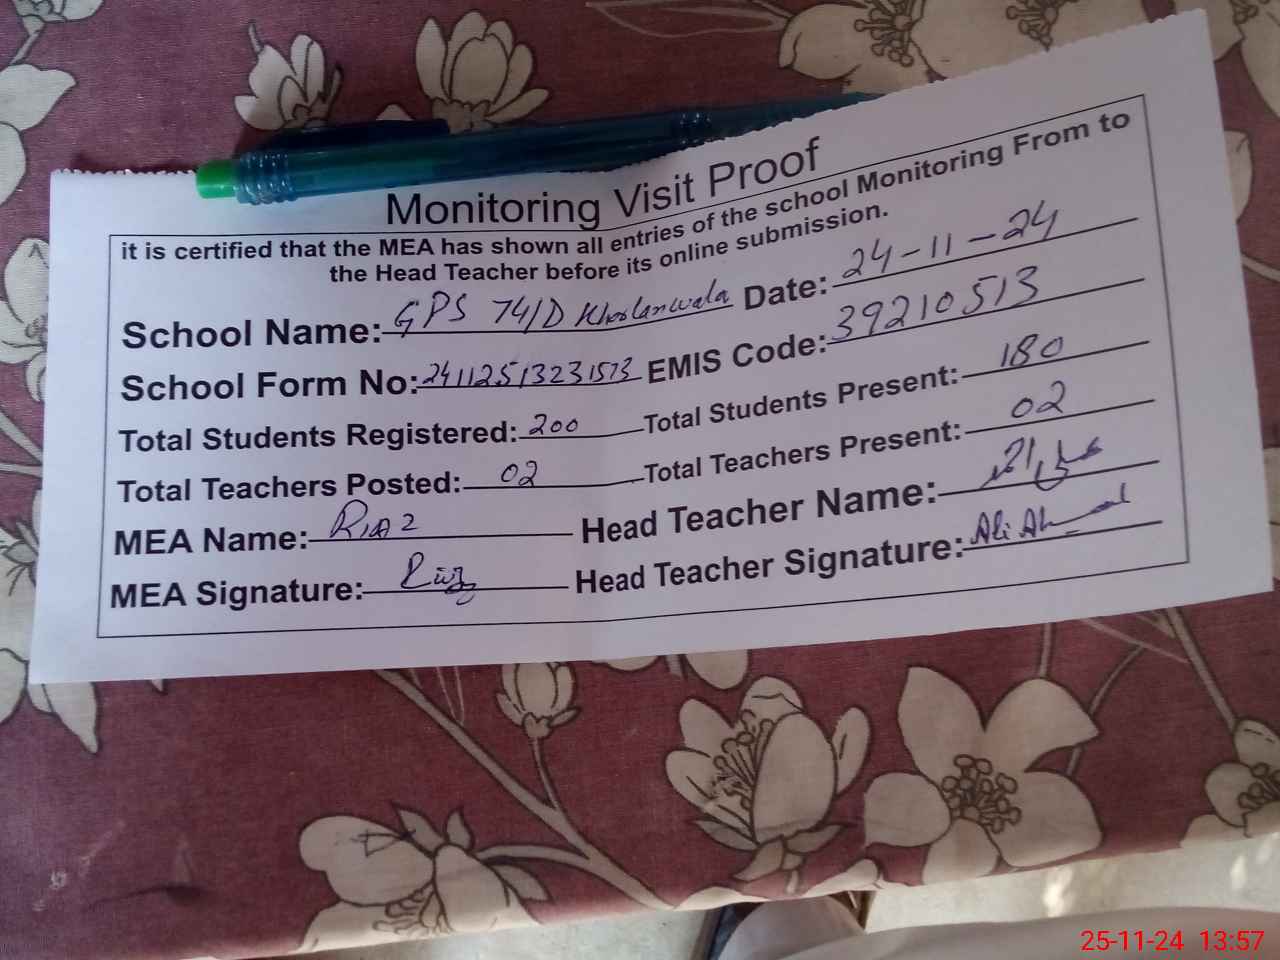 Monitoring Visit Proof
it is certified that the MEA has shown all entries of the school Monitoring From to
the Head Teacher before its online submission.
School Name: GPS 74/D Date: 24-11-24
School Form No: 24112513231573 EMIS Code: 39210513
Total Students Registered: 200 Total Students Present: 180
Total Teachers Posted: 02 Total Teachers Present: 02
MEA Name: Riaz Head Teacher Name:
MEA Signature: Riaz Head Teacher Signature: Ali
25-11-24 13:57